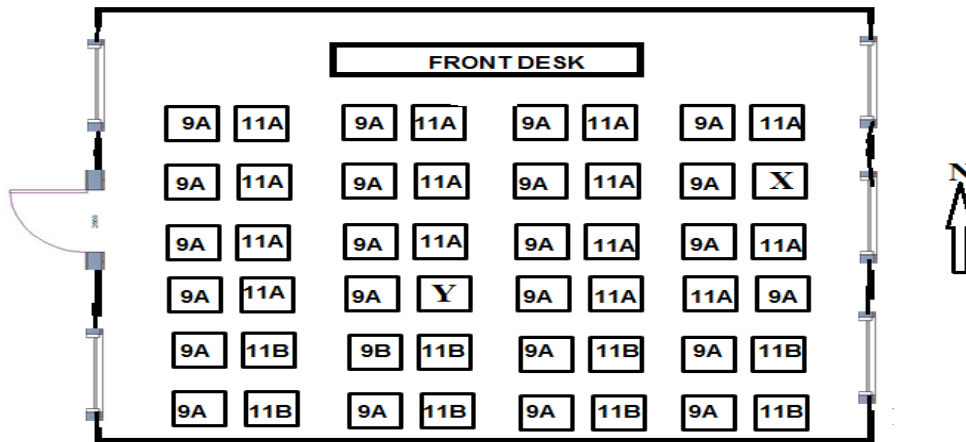 FRONT DESK
9A 11A 9A 11A 9A 11A 9A 11A
9A 11A 9A 11A 9A 11A 9A X
N
9A 11A 9A 11A 9A 11A 9A 11A
9A 11A 9A Y 9A 11A 11A 9A
9A 11B 9B 11B 9A 11B 9A 11B
9A 11B 9A 11B 9A 11B 9A 11B